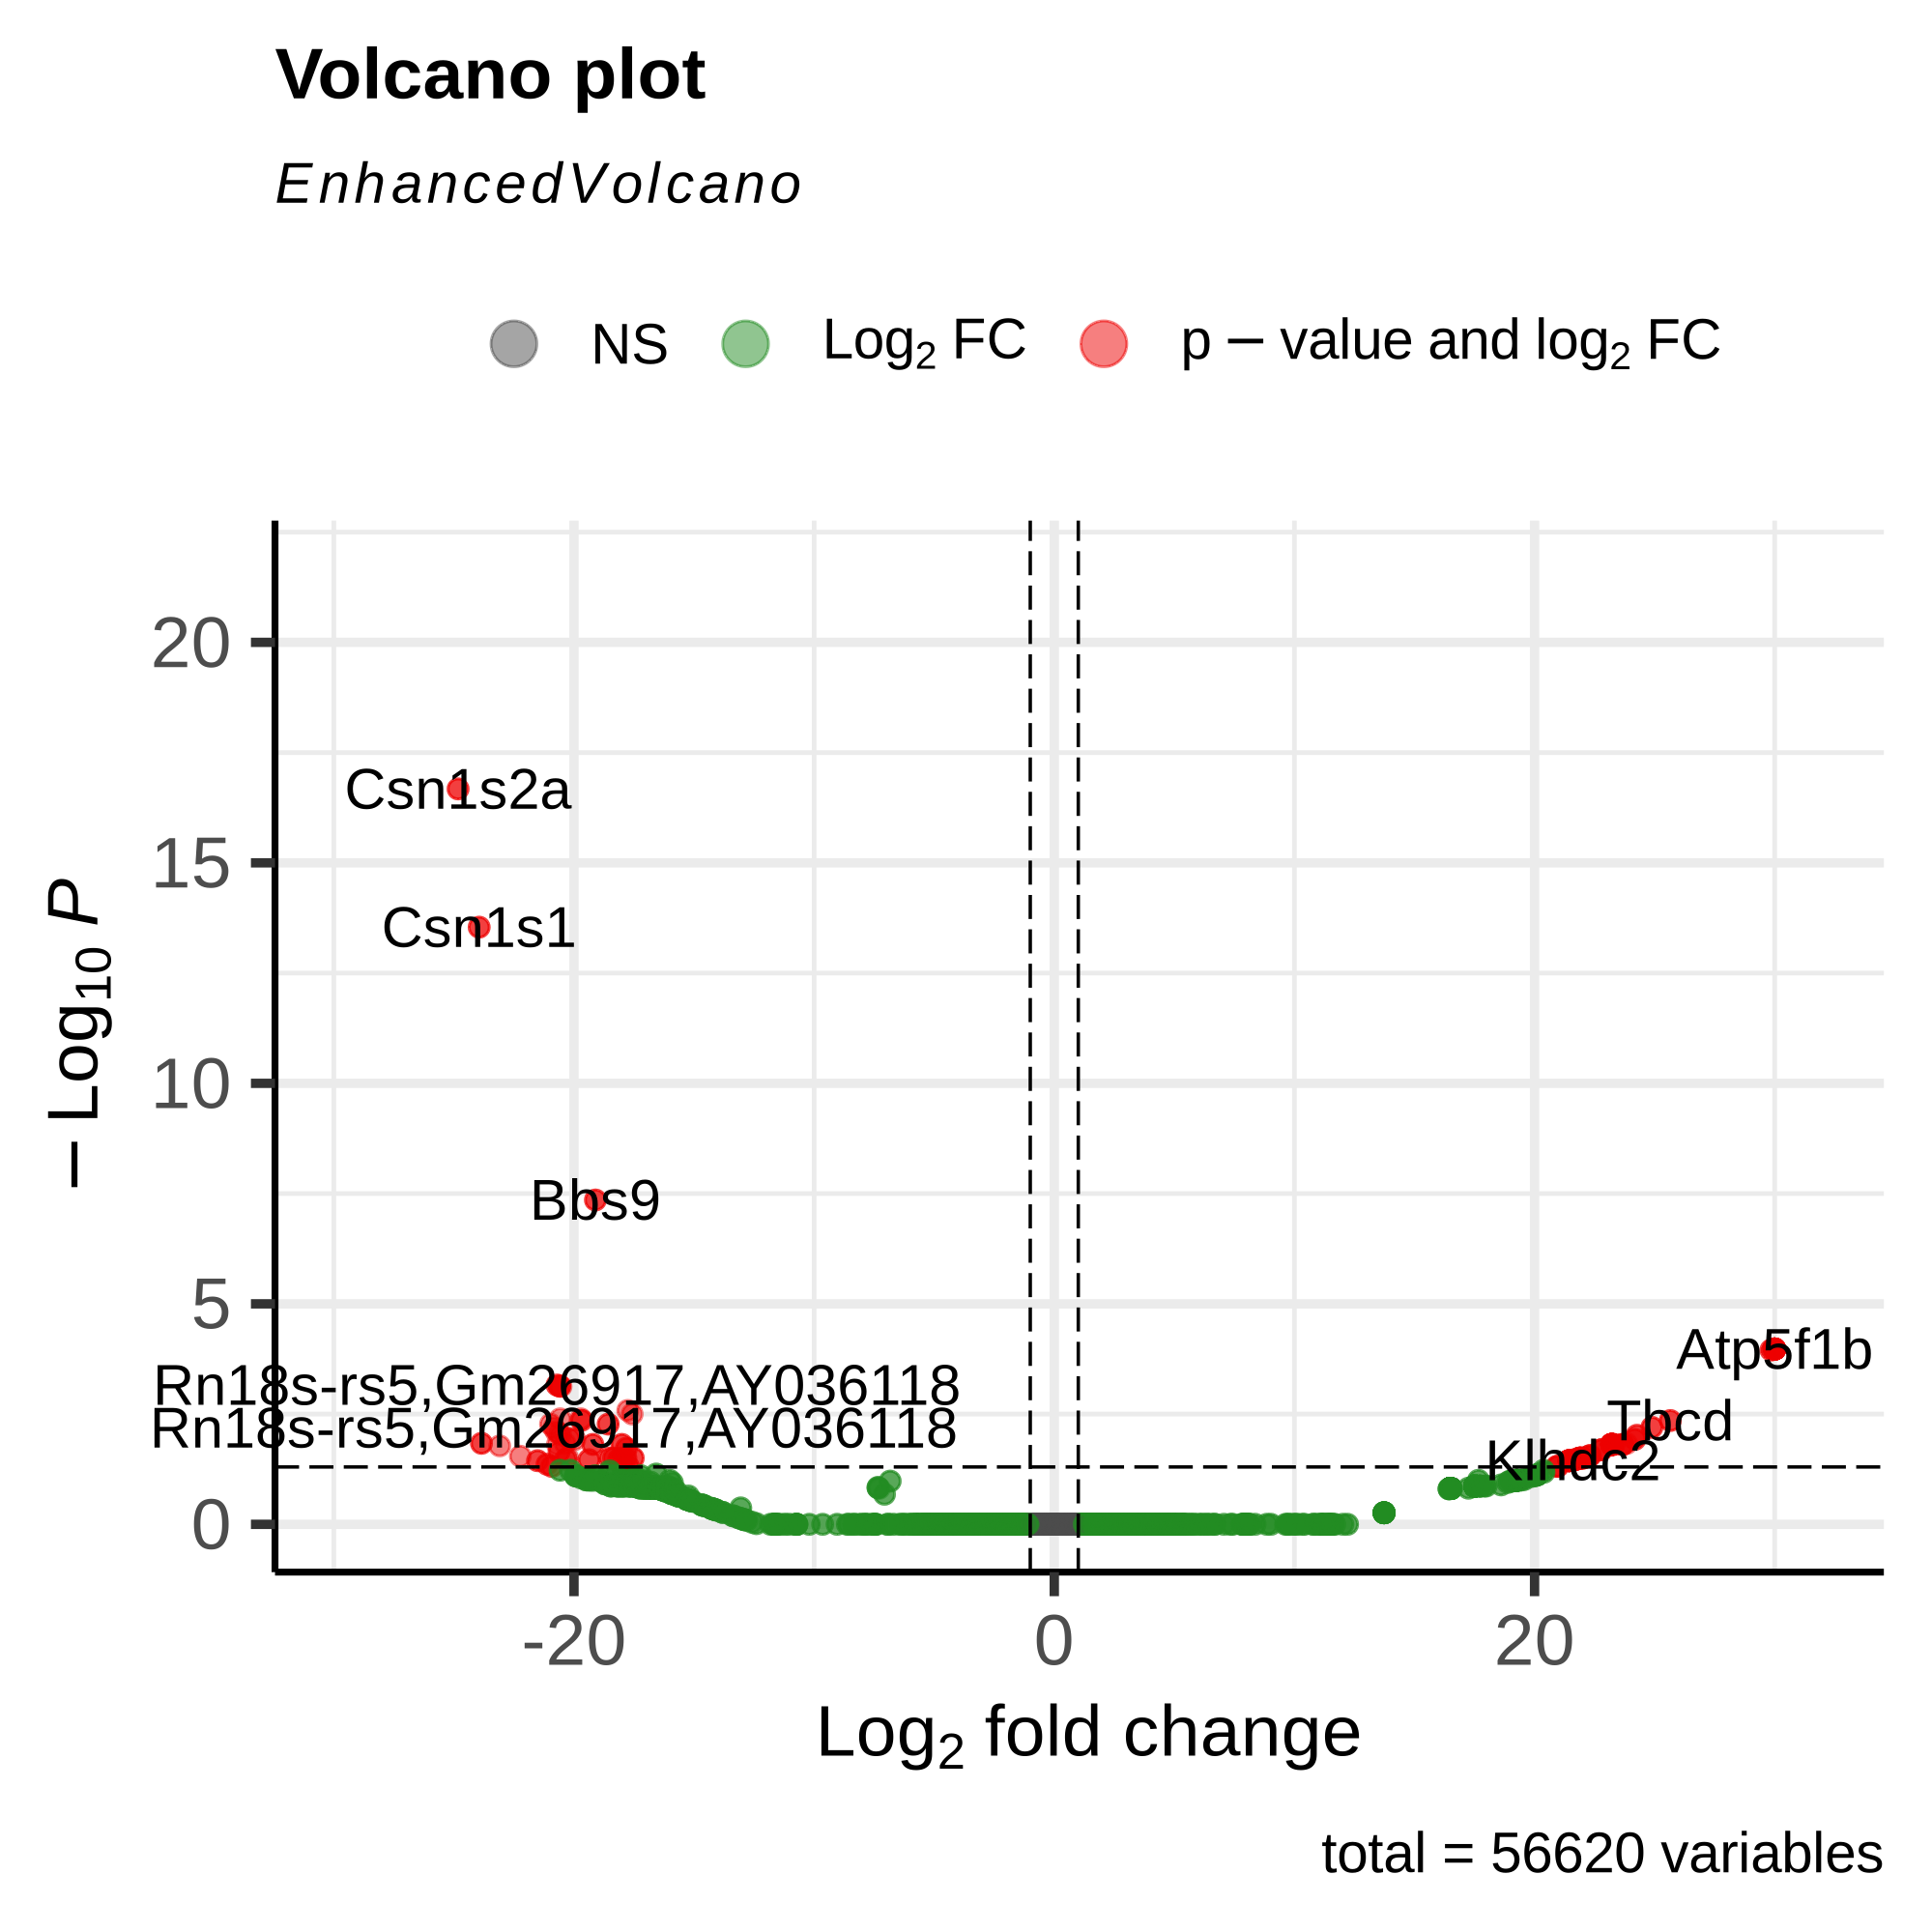 Volcano plot
EnhancedVolcano
NS Log2 FC p − value and log2 FC
− Log10 P
20
15
10
5
0
Csn1s2a
Csn1s1
Bbs9
Atp5f1b
Rn18s-rs5,Gm26917,AY036118
Tbcd
Rn18s-rs5,Gm26917,AY036118
Klhdc2
-20 0 20
Log2 fold change
total = 56620 variables